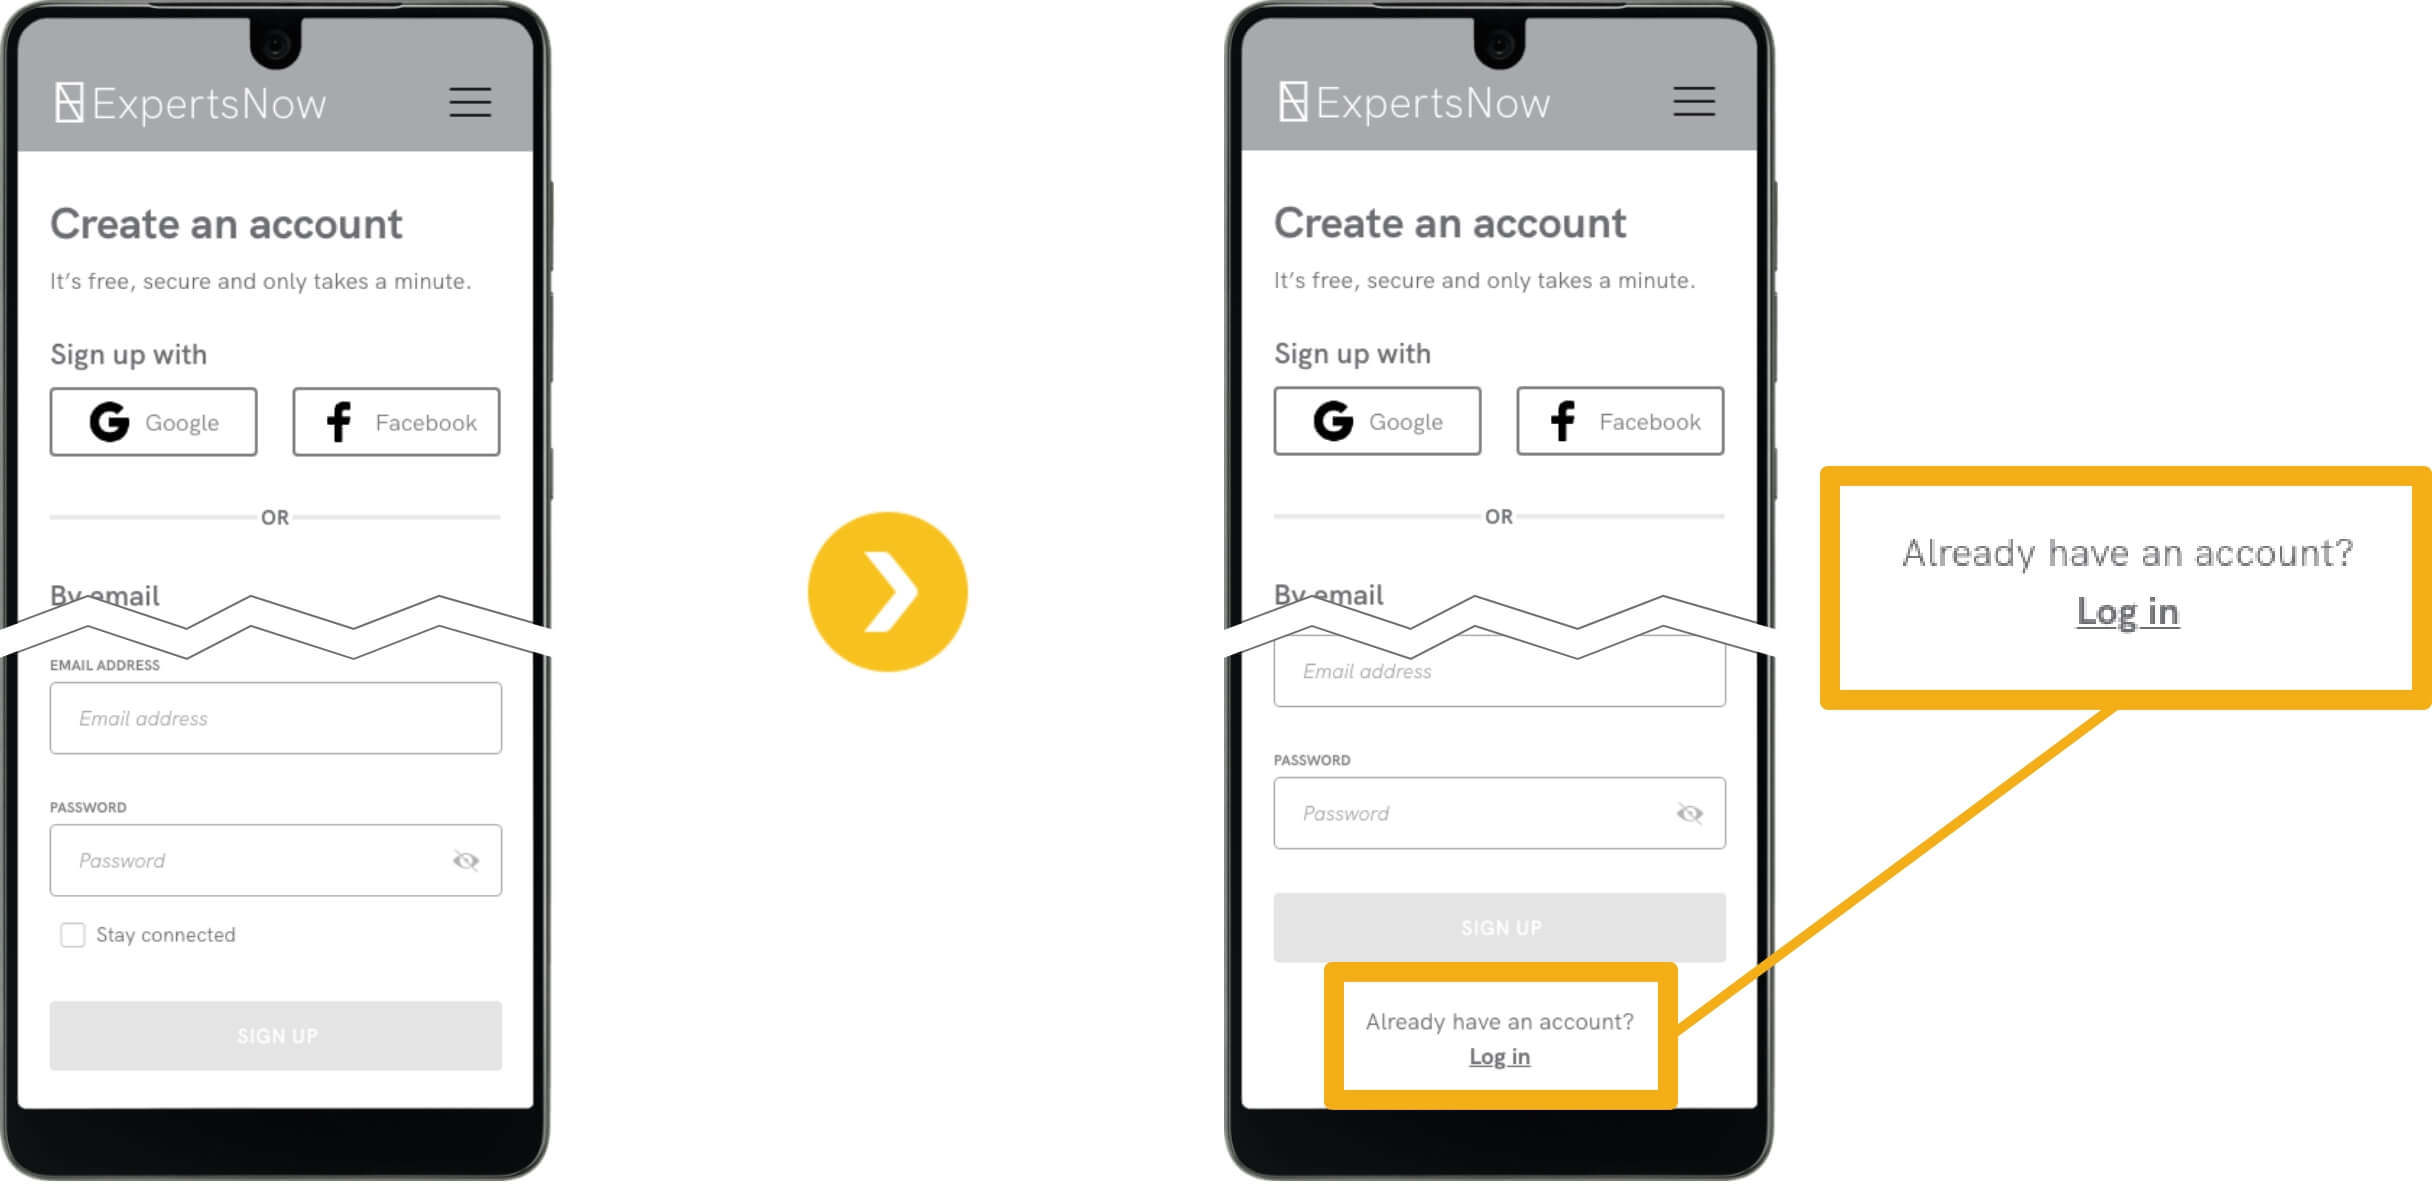 ExpertsNow
Create an account
It's free, secure and only takes a minute.
Sign up with
Google
Facebook
OR
By email
EMAIL ADDRESS
Email address
PASSWORD
Password
Stay connected
SIGN UP
ExpertsNow
Create an account
It's free, secure and only takes a minute.
Sign up with
Google
Facebook
OR
By email
Email address
PASSWORD
Password
SIGN UP
Already have an account?
Log in
Already have an account?
Log in